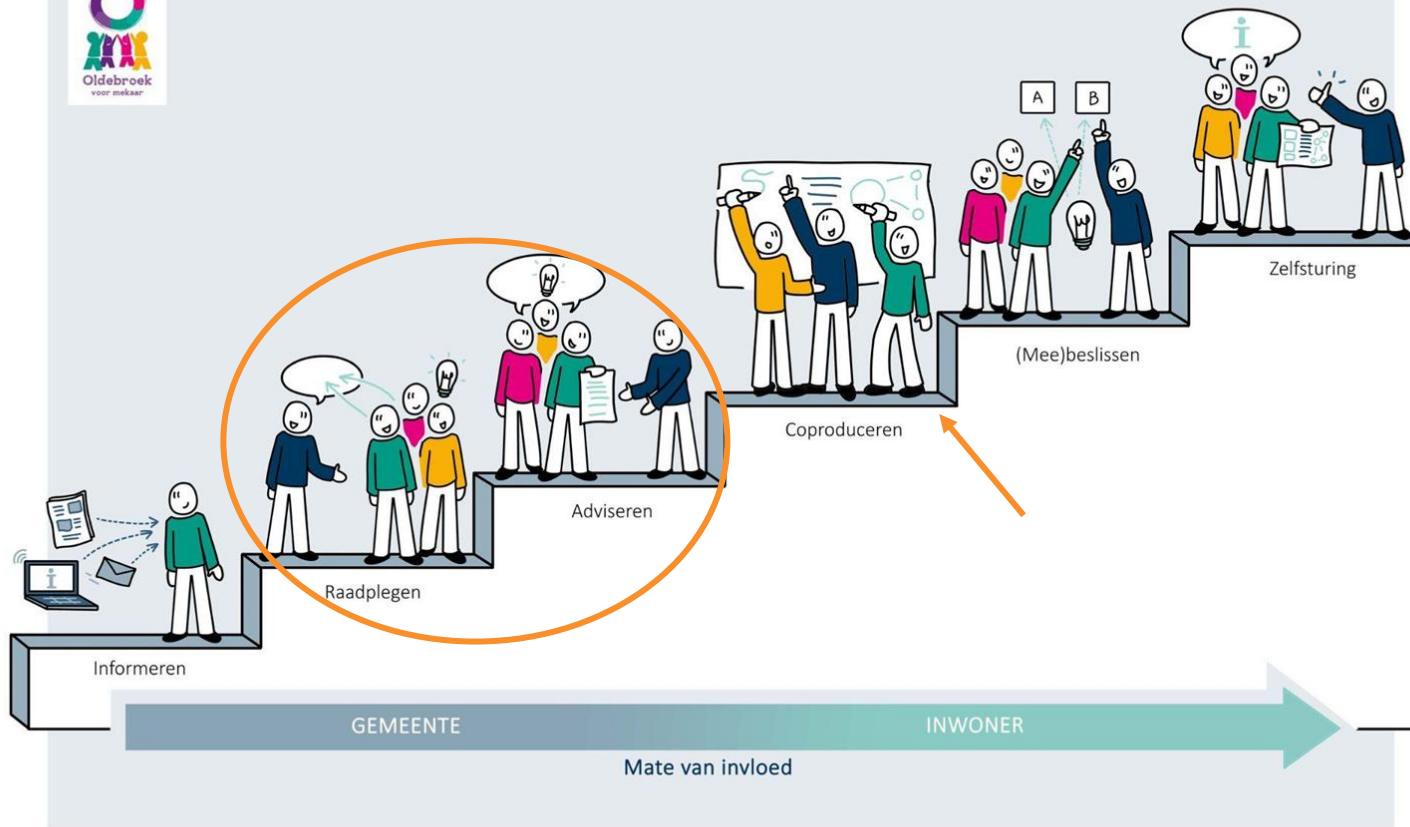 Oldebroek
voor mekaar
i
A B
Zelfsturing
(Mee)beslissen
Coproduceren
Adviseren
Raadplegen
i
Informeren
GEMEENTE INWONER
Mate van invloed